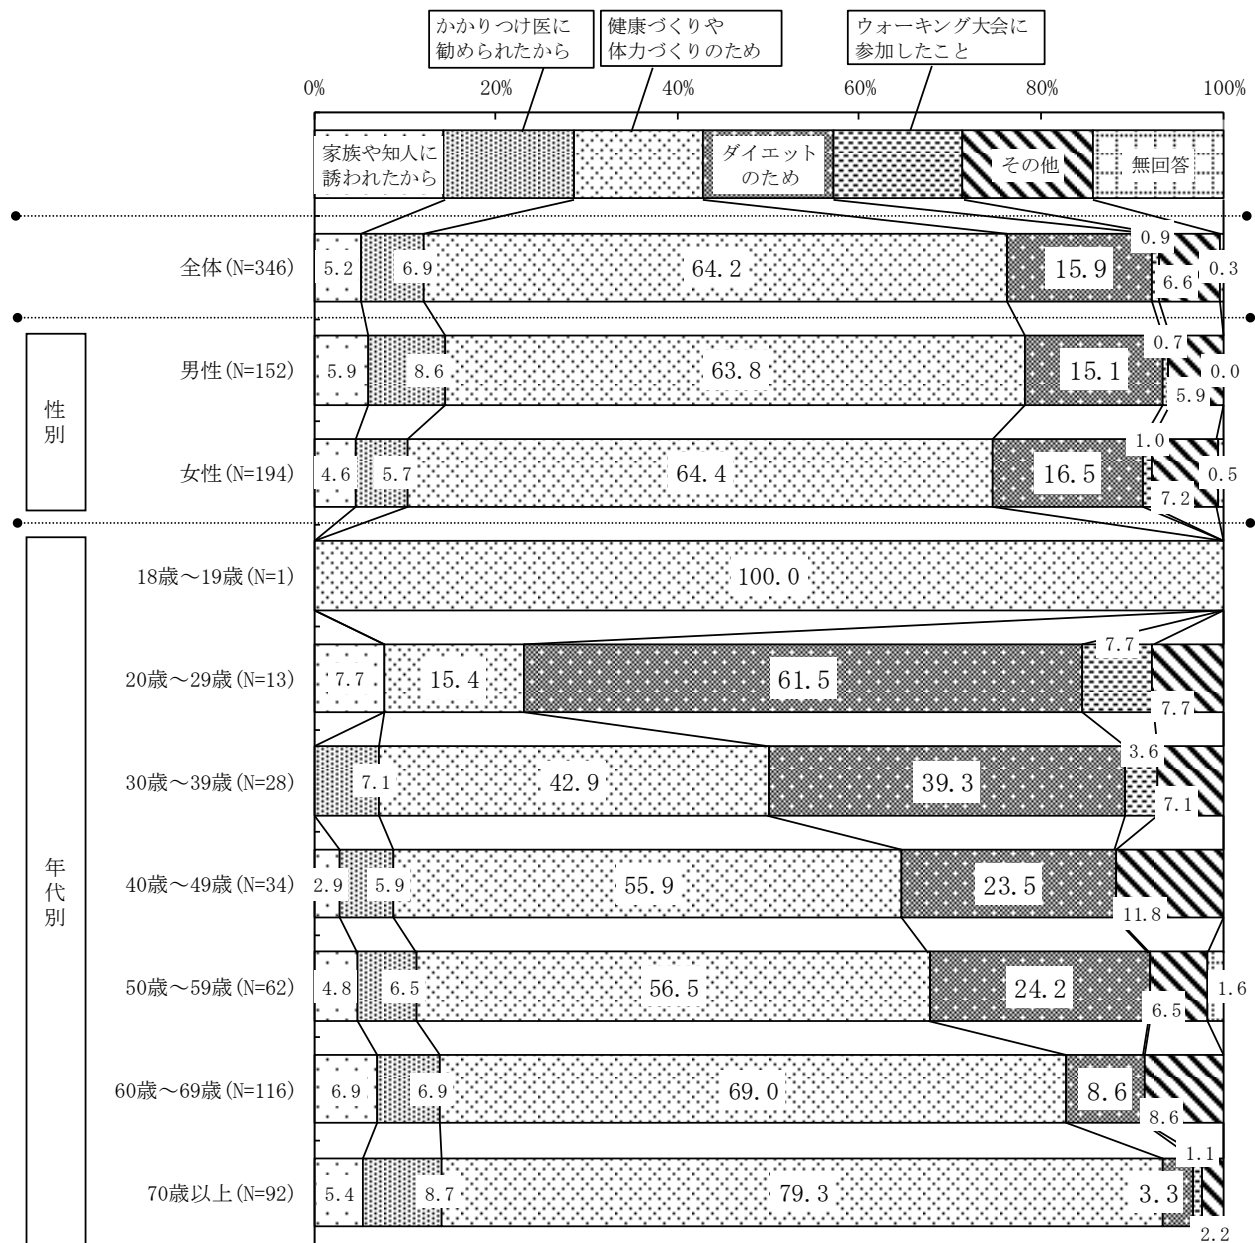 かかりつけ医に
勧められたから
健康づくりや
体力づくりのため
ウォーキング大会に
参加したこと
0% 20% 40% 60% 80% 100%
家族や知人に
誘われたから
ダイエット
のため
その他
無回答
全体(N=346) 5.2 6.9 64.2 15.9 0.9 6.6 0.3
性別
男性(N=152) 5.9 8.6 63.8 15.1 0.7 5.9 0.0
女性(N=194) 4.6 5.7 64.4 16.5 1.0 7.2 0.5
年代別
18歳～19歳(N=1) 100.0
20歳～29歳(N=13) 7.7 15.4 61.5 7.7 7.7
30歳～39歳(N=28) 7.1 42.9 39.3 3.6 7.1
40歳～49歳(N=34) 2.9 5.9 55.9 23.5 11.8
50歳～59歳(N=62) 4.8 6.5 56.5 24.2 6.5 1.6
60歳～69歳(N=116) 6.9 6.9 69.0 8.6 8.6
70歳以上(N=92) 5.4 8.7 79.3 3.3 1.1 2.2